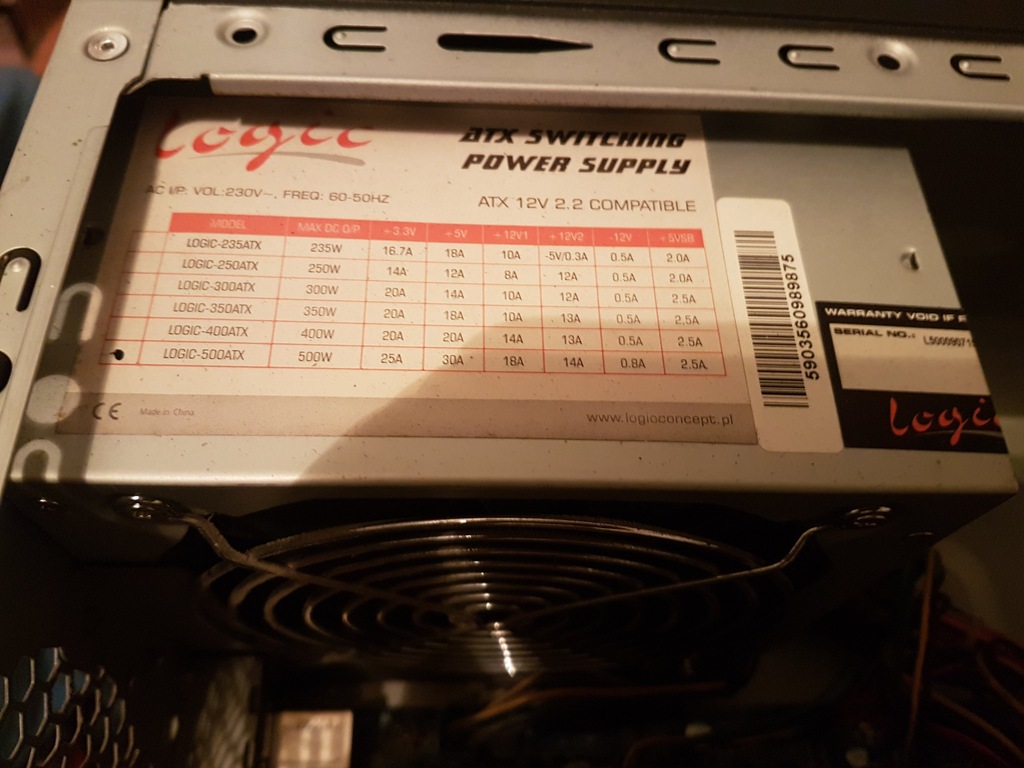 Logic
ATX SWITCHING
POWER SUPPLY
AC I/P: VOL:230V~, FREQ: 60-50HZ
ATX 12V 2.2 COMPATIBLE
MODEL MAX DC O/P +3.3V +5V +12V1 +12V2 -12V +5VSB
LOGIC-235ATX 235W 16.7A 18A 10A -5V/0.3A 0.5A 2.0A
LOGIC-250ATX 250W 14A 12A 8A 12A 0.5A 2.0A
LOGIC-300ATX 300W 20A 14A 10A 12A 0.5A 2.5A
LOGIC-350ATX 350W 20A 18A 10A 13A 0.5A 2.5A
LOGIC-400ATX 400W 20A 20A 14A 13A 0.5A 2.5A
LOGIC-500ATX 500W 25A 30A 18A 14A 0.8A 2.5A
CE Made in China
www.logicconcept.pl
5903560989875
WARRANTY VOID IF
SERIAL NO.:
Logic